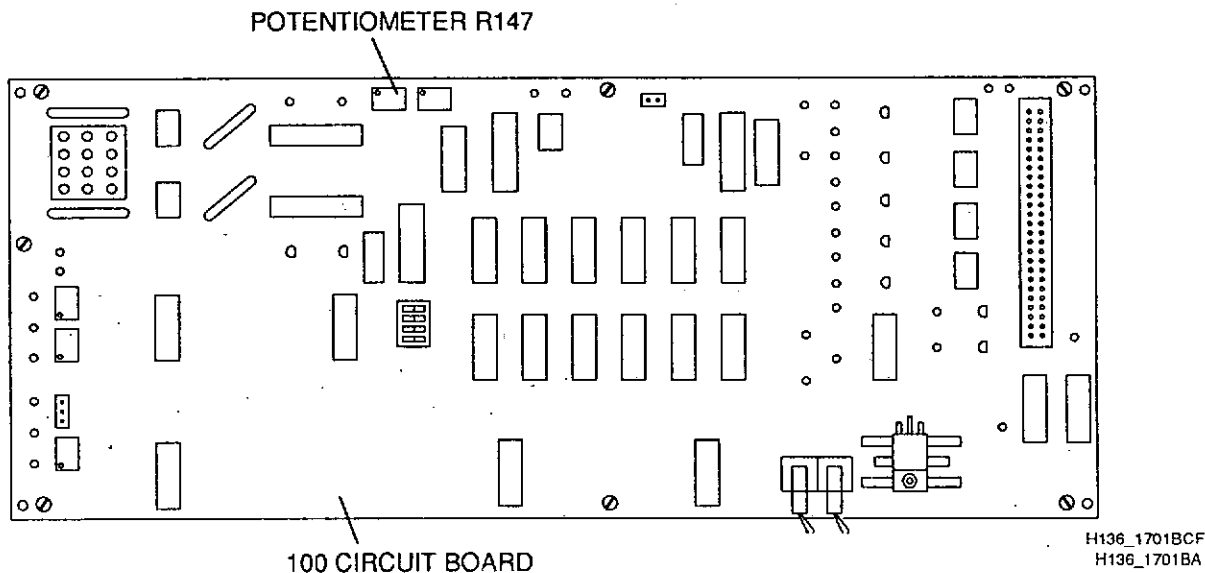 POTENTIOMETER R147
100 CIRCUIT BOARD
H136_1701BCF
H136_1701BA